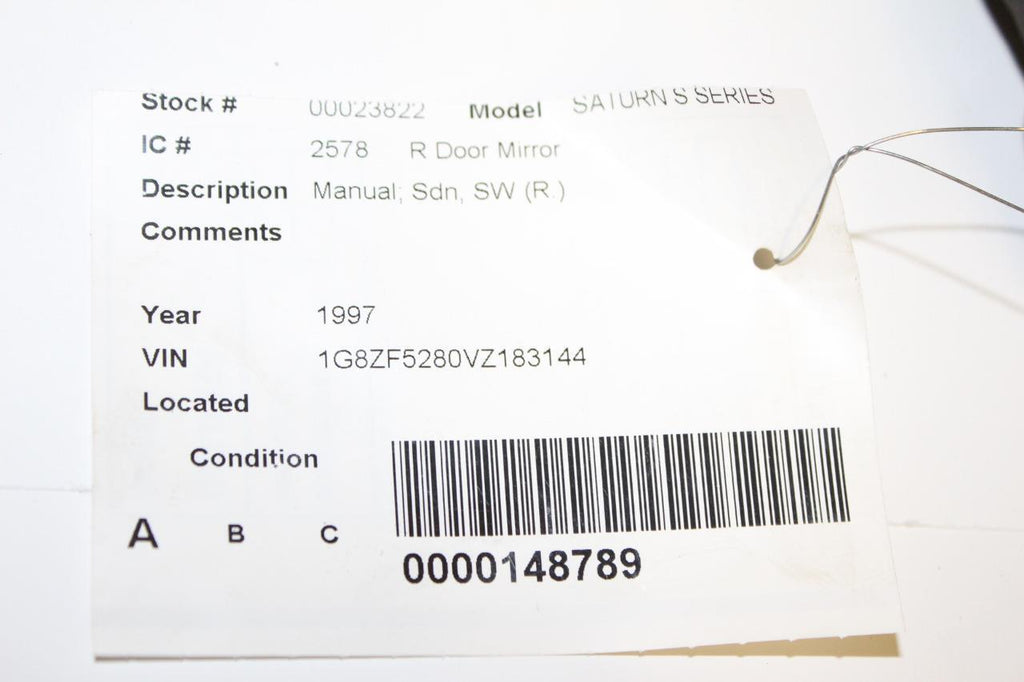 Stock # 00023822 Model SATURN S SERIES
IC # 2578 R Door Mirror
Description Manual; Sdn, SW (R.)
Comments
Year 1997
VIN 1G8ZF5280VZ183144
Located
Condition
A B C
0000148789